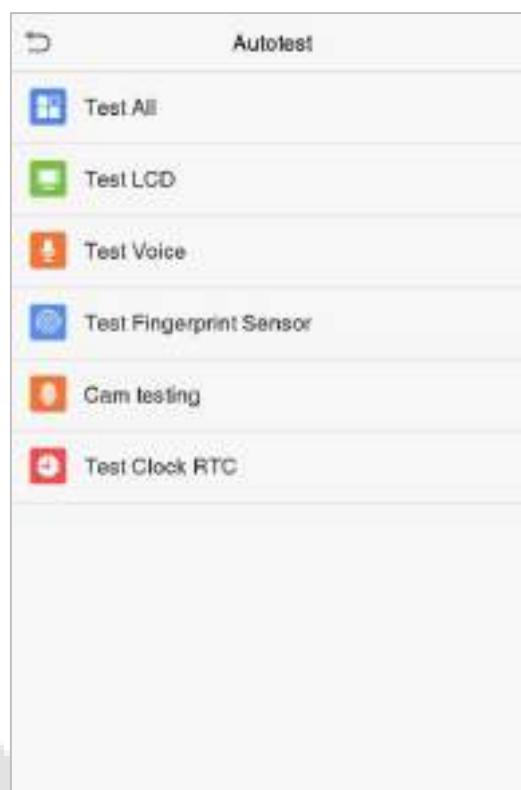 Autotest
Test All
Test LCD
Test Voice
Test Fingerprint Sensor
Cam testing
Test Clock RTC